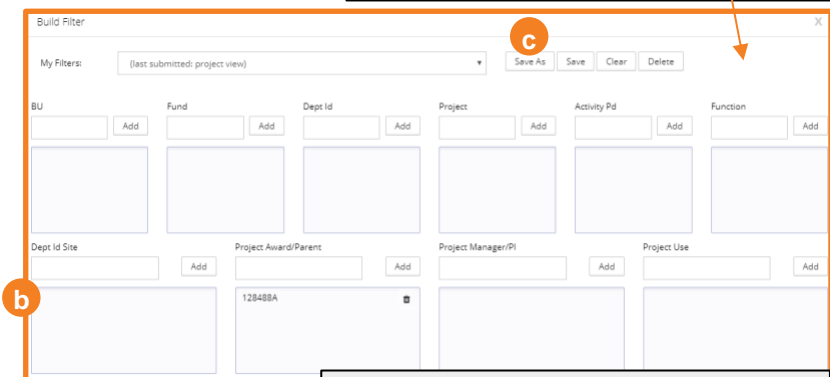 Build Filter X
c
My Filters: (last submitted: project view) Save As Save Clear Delete
BU Fund Dept Id Project Activity Pd Function
Add Add Add Add Add Add
Dept Id Site Project Award/Parent Project Manager/PI Project Use
Add Add Add Add
b
128488A